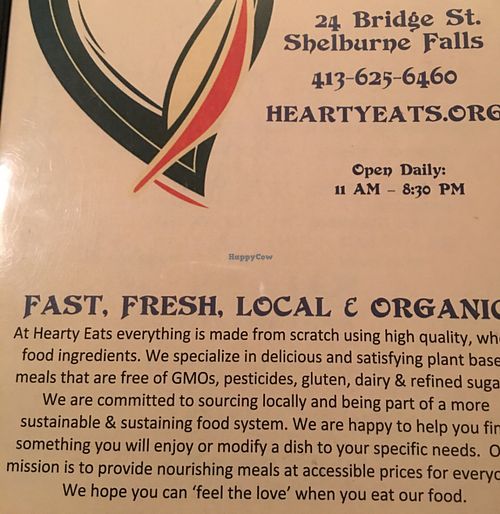 24 Bridge St.
Shelburne Falls
413-625-6460
HEARTYEATS.ORG
Open Daily:
11 AM – 8:30 PM
HappyCow
FAST, FRESH, LOCAL & ORGANIC
At Hearty Eats everything is made from scratch using high quality, who
food ingredients. We specialize in delicious and satisfying plant base
meals that are free of GMOs, pesticides, gluten, dairy & refined suga
We are committed to sourcing locally and being part of a more
sustainable & sustaining food system. We are happy to help you fin
something you will enjoy or modify a dish to your specific needs. O
mission is to provide nourishing meals at accessible prices for everyo
We hope you can ‘feel the love’ when you eat our food.